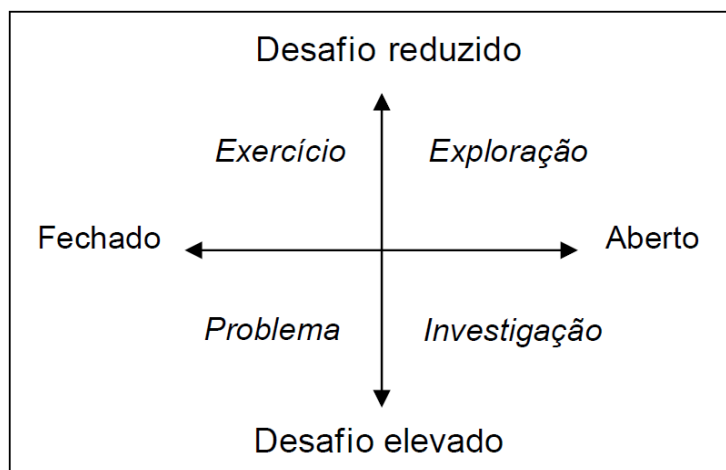 Desafio reduzido
Exercício Exploração
Fechado Aberto
Problema Investigação
Desafio elevado